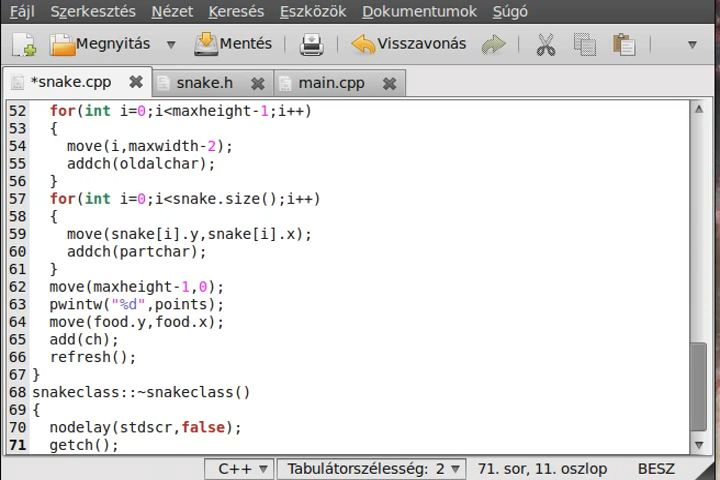 Fájl Szerkesztés Nézet Keresés Eszközök Dokumentumok Súgó
Megnyitás Mentés Visszavonás
*snake.cpp snake.h main.cpp
52 for(int i=0;i<maxheight-1;i++)
53 {
54 move(i,maxwidth-2);
55 addch(oldalchar);
56 }
57 for(int i=0;i<snake.size();i++)
58 {
59 move(snake[i].y,snake[i].x);
60 addch(partchar);
61 }
62 move(maxheight-1,0);
63 pwintw("%d",points);
64 move(food.y,food.x);
65 add(ch);
66 refresh();
67 }
68 snakeclass::~snakeclass()
69 {
70 nodelay(stdscr,false);
71 getch();
C++ Tabulátorszélesség: 2 71. sor, 11. oszlop BESZ